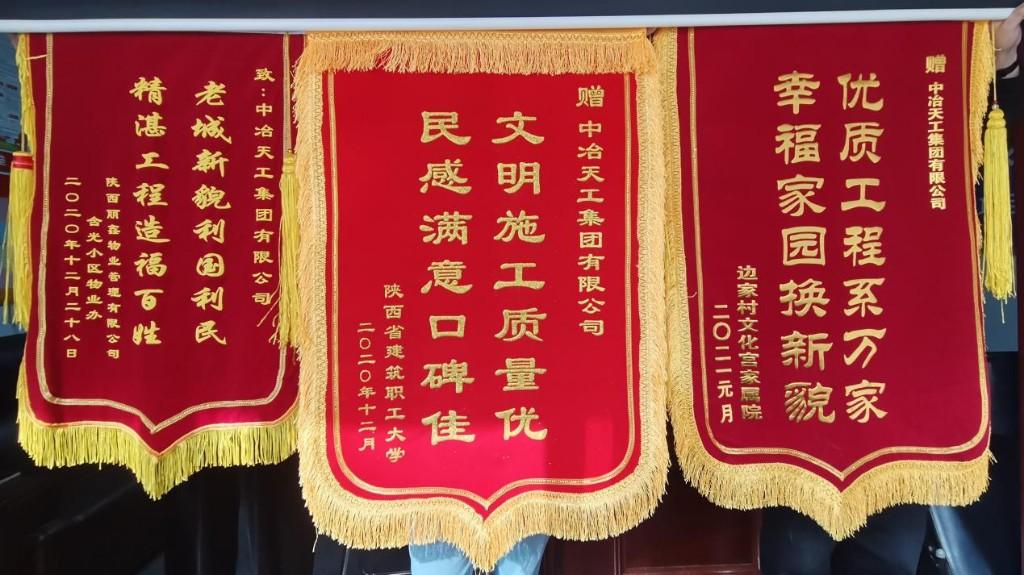 致：中冶天工集团有限公司
老城新貌利国利民
精湛工程造福百姓
陕西丽鑫物业管理有限公司
合光小区物业办
二〇二〇年十二月二十八日
赠 中冶天工集团有限公司
文明施工质量优
民感满意口碑佳
陕西省建筑职工大学
二〇二〇年十二月
赠 中冶天工集团有限公司
优质工程系万家
幸福家园换新貌
边家村文化宫家属院
二〇二一元月